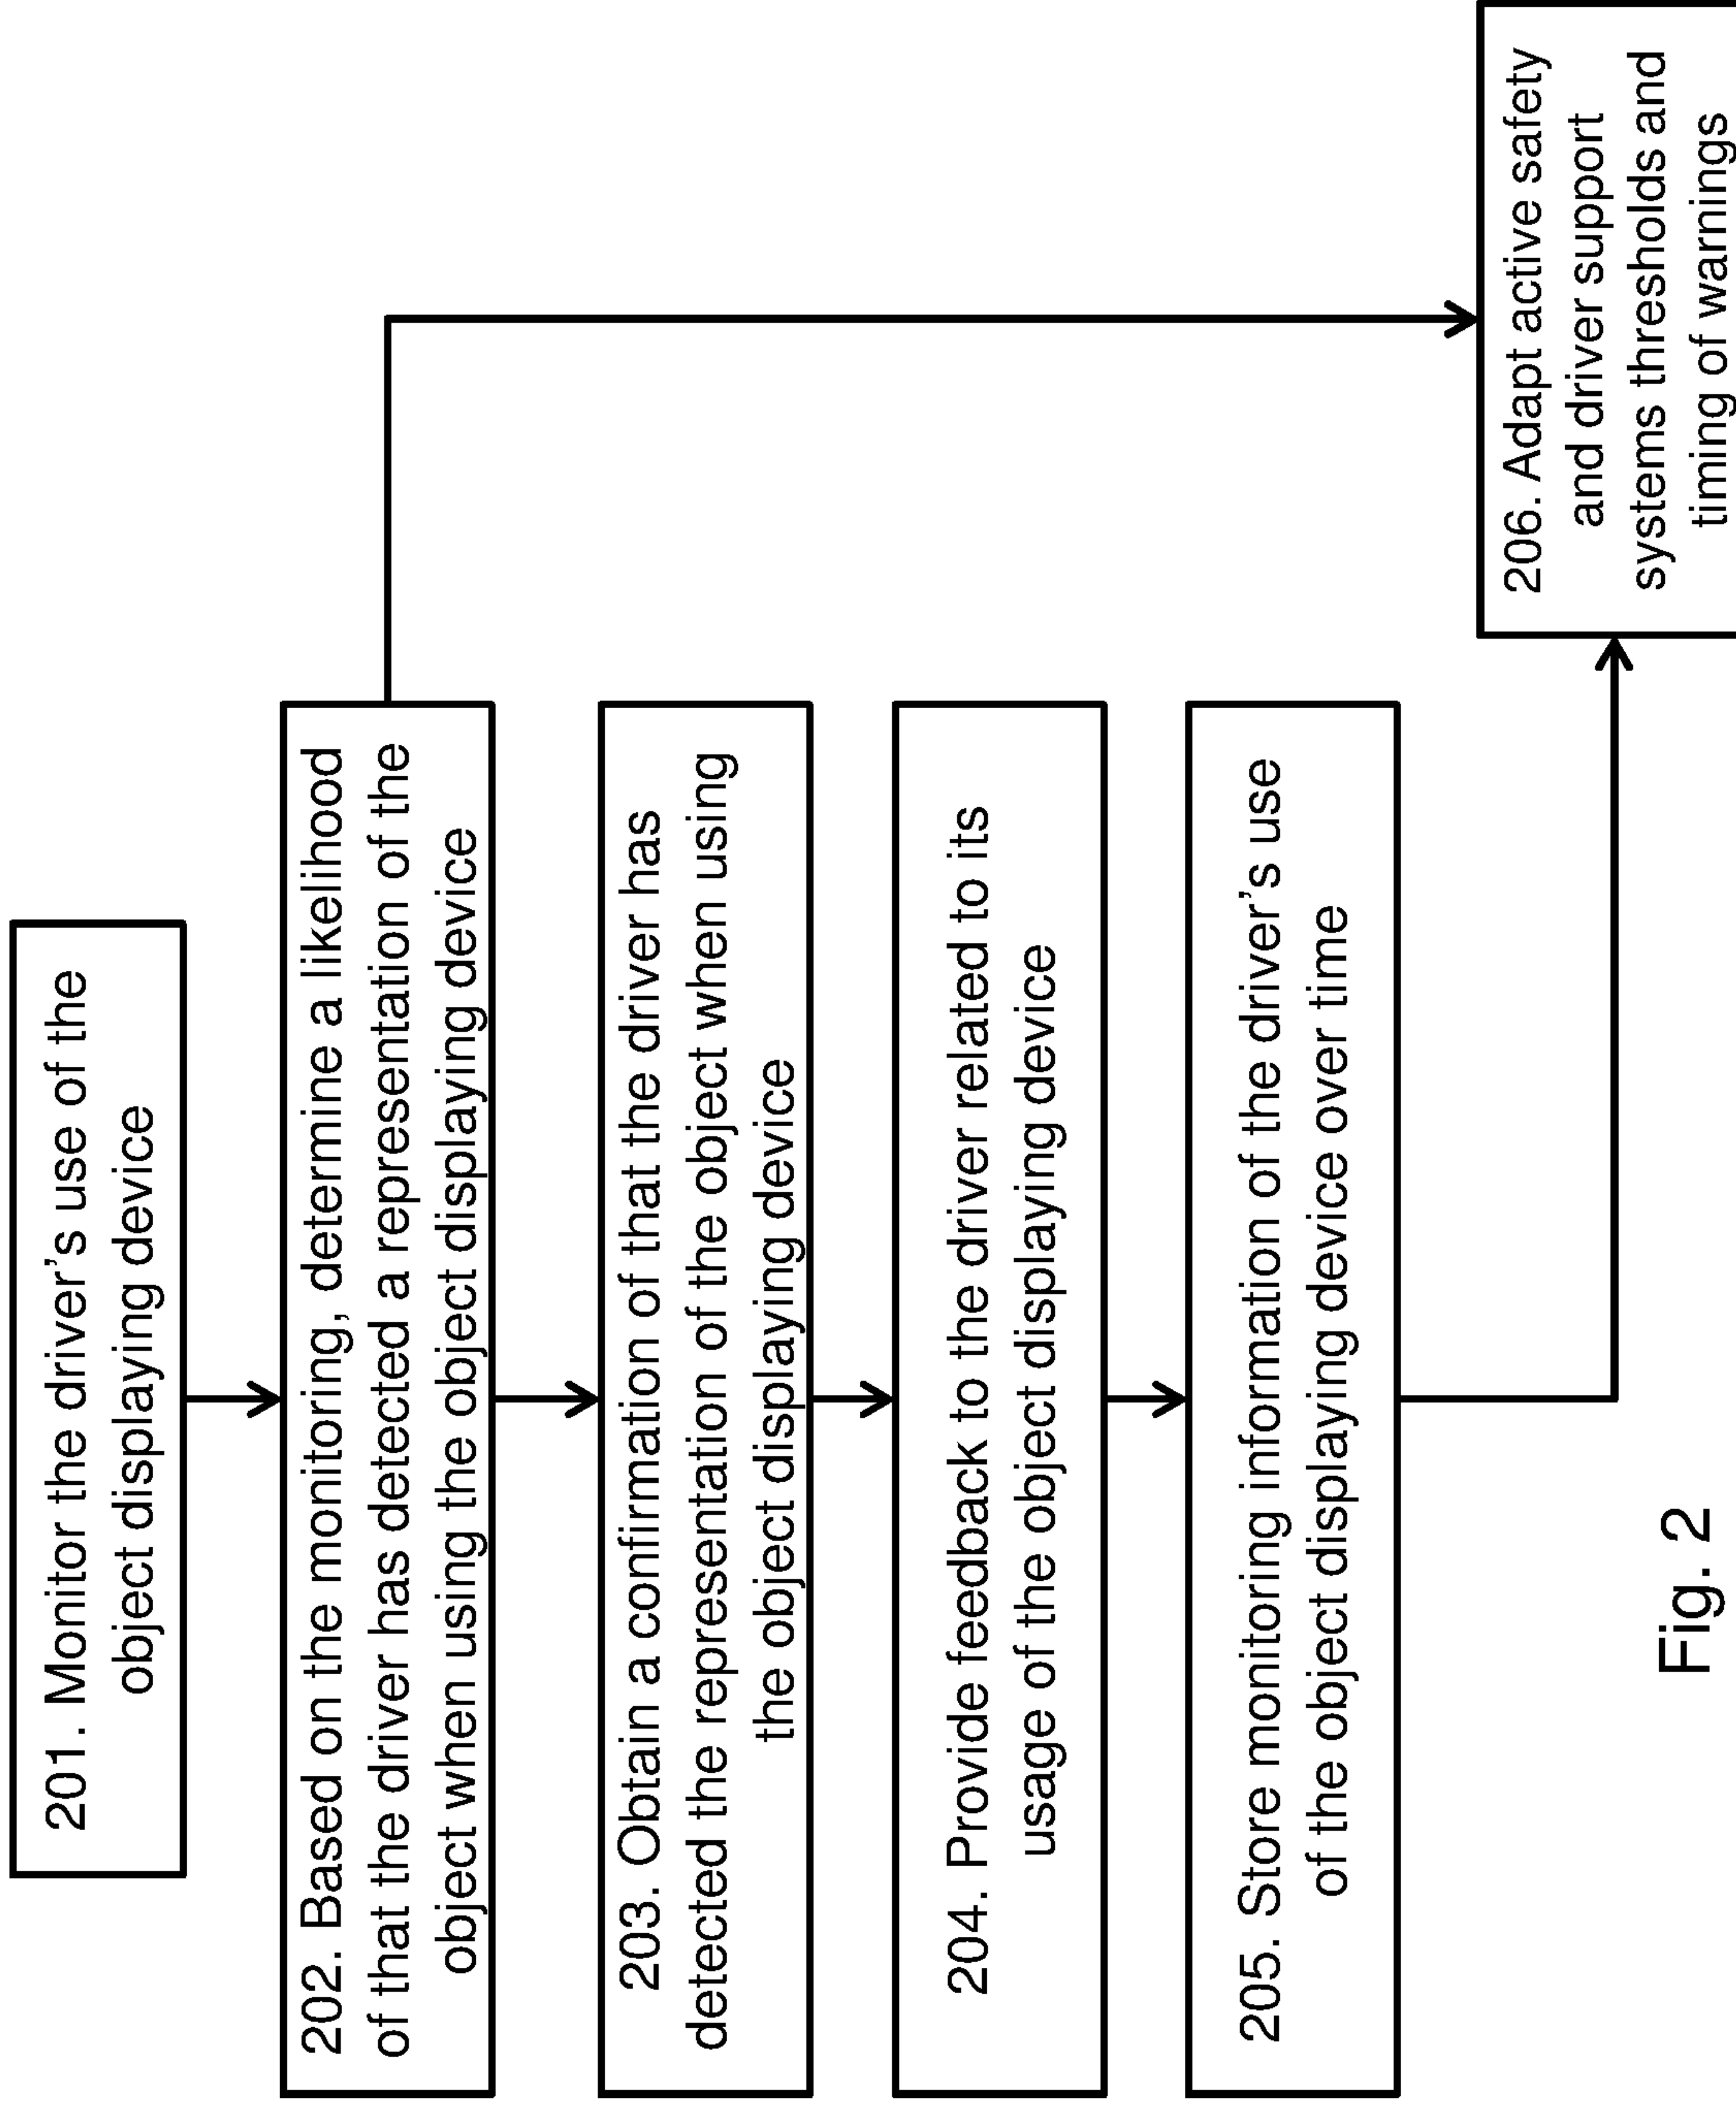 201. Monitor the driver's use of the
object displaying device
202. Based on the monitoring, determine a likelihood
of that the driver has detected a representation of the
object when using the object displaying device
203. Obtain a confirmation of that the driver has
detected the representation of the object when using
the object displaying device
204. Provide feedback to the driver related to its
usage of the object displaying device
205. Store monitoring information of the driver's use
of the object displaying device over time
206. Adapt active safety
and driver support
systems thresholds and
timing of warnings
Fig. 2